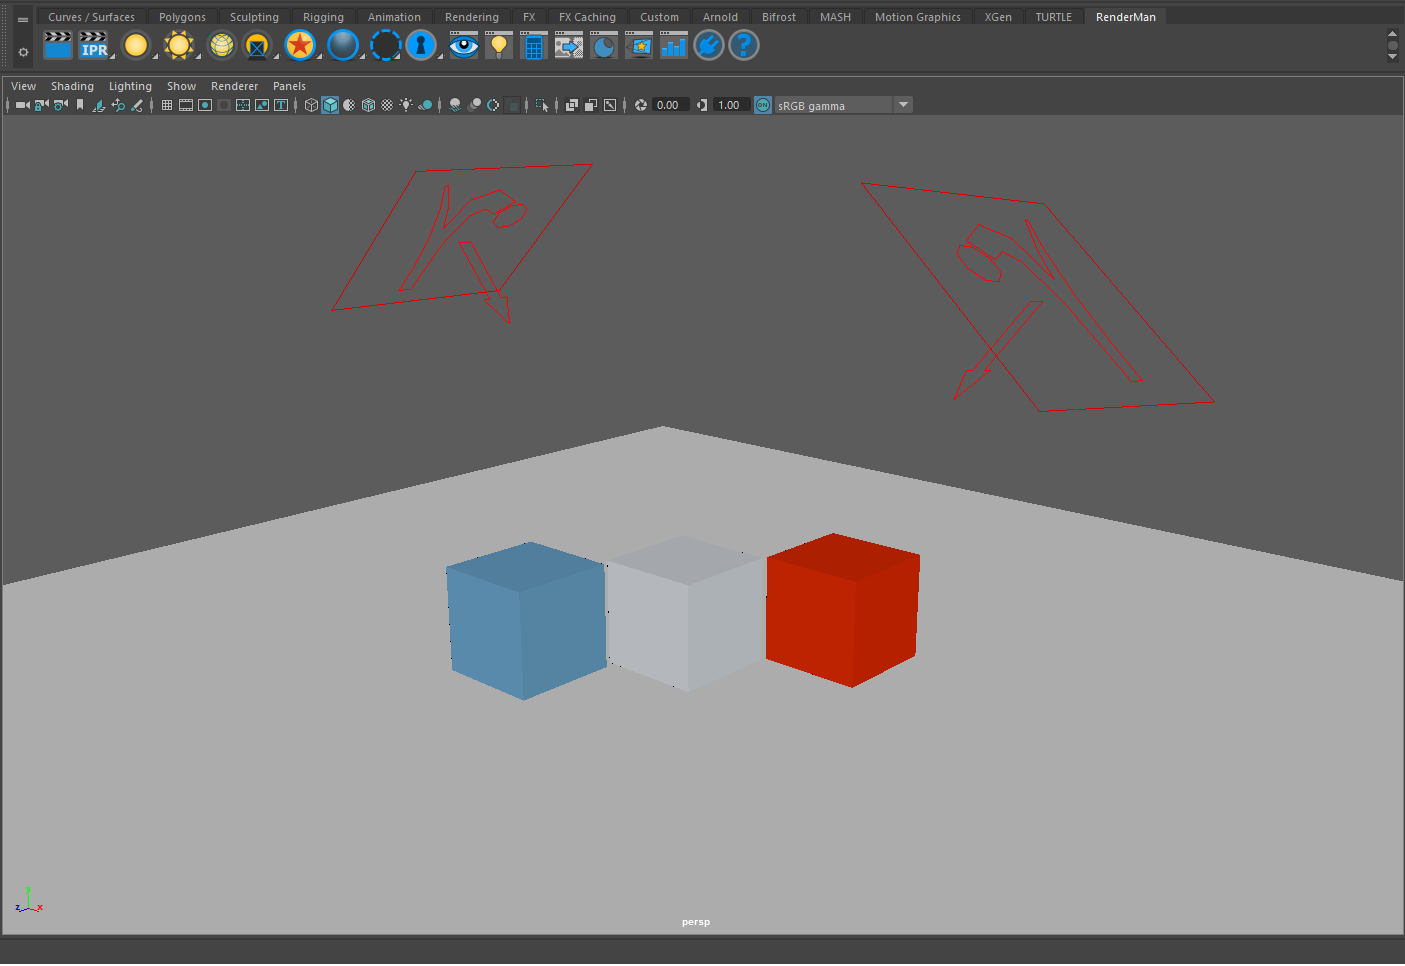 Curves / Surfaces Polygons Sculpting Rigging Animation Rendering FX FX Caching Custom Arnold Bifrost MASH Motion Graphics XGen TURTLE RenderMan
IPR ?
View Shading Lighting Show Renderer Panels
T 0.00 1.00 ON sRGB gamma
y
z x
persp